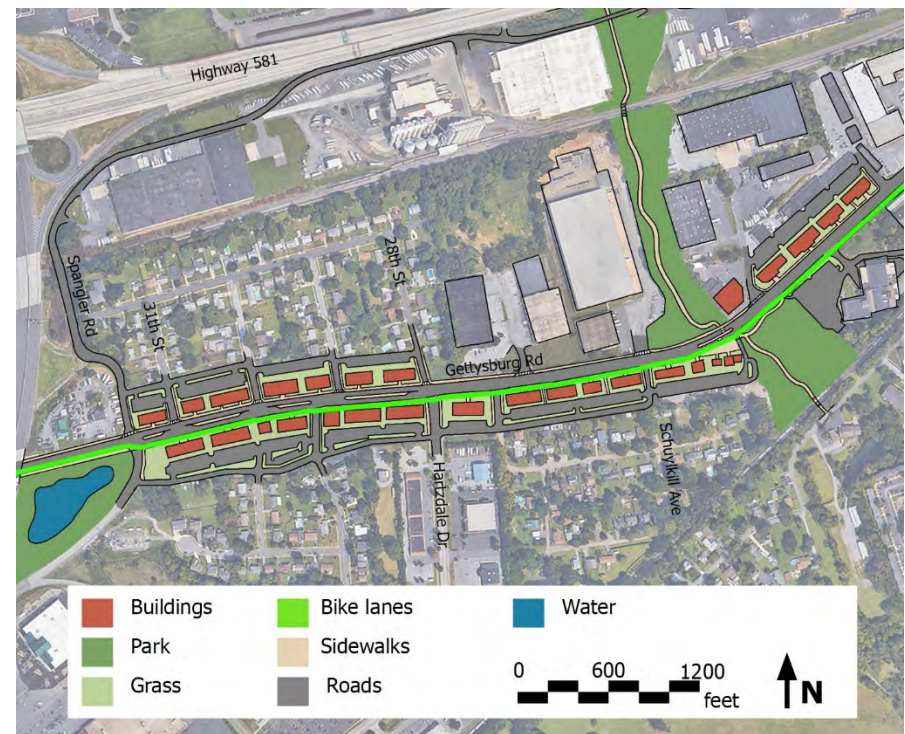 Highway 581
Spangler Rd
31th St
28th St
Gettysburg Rd
Hartzdale Dr
Schuylkill Ave
Buildings
Bike lanes
Water
Park
Sidewalks
Grass
Roads
0 600 1200
feet
N